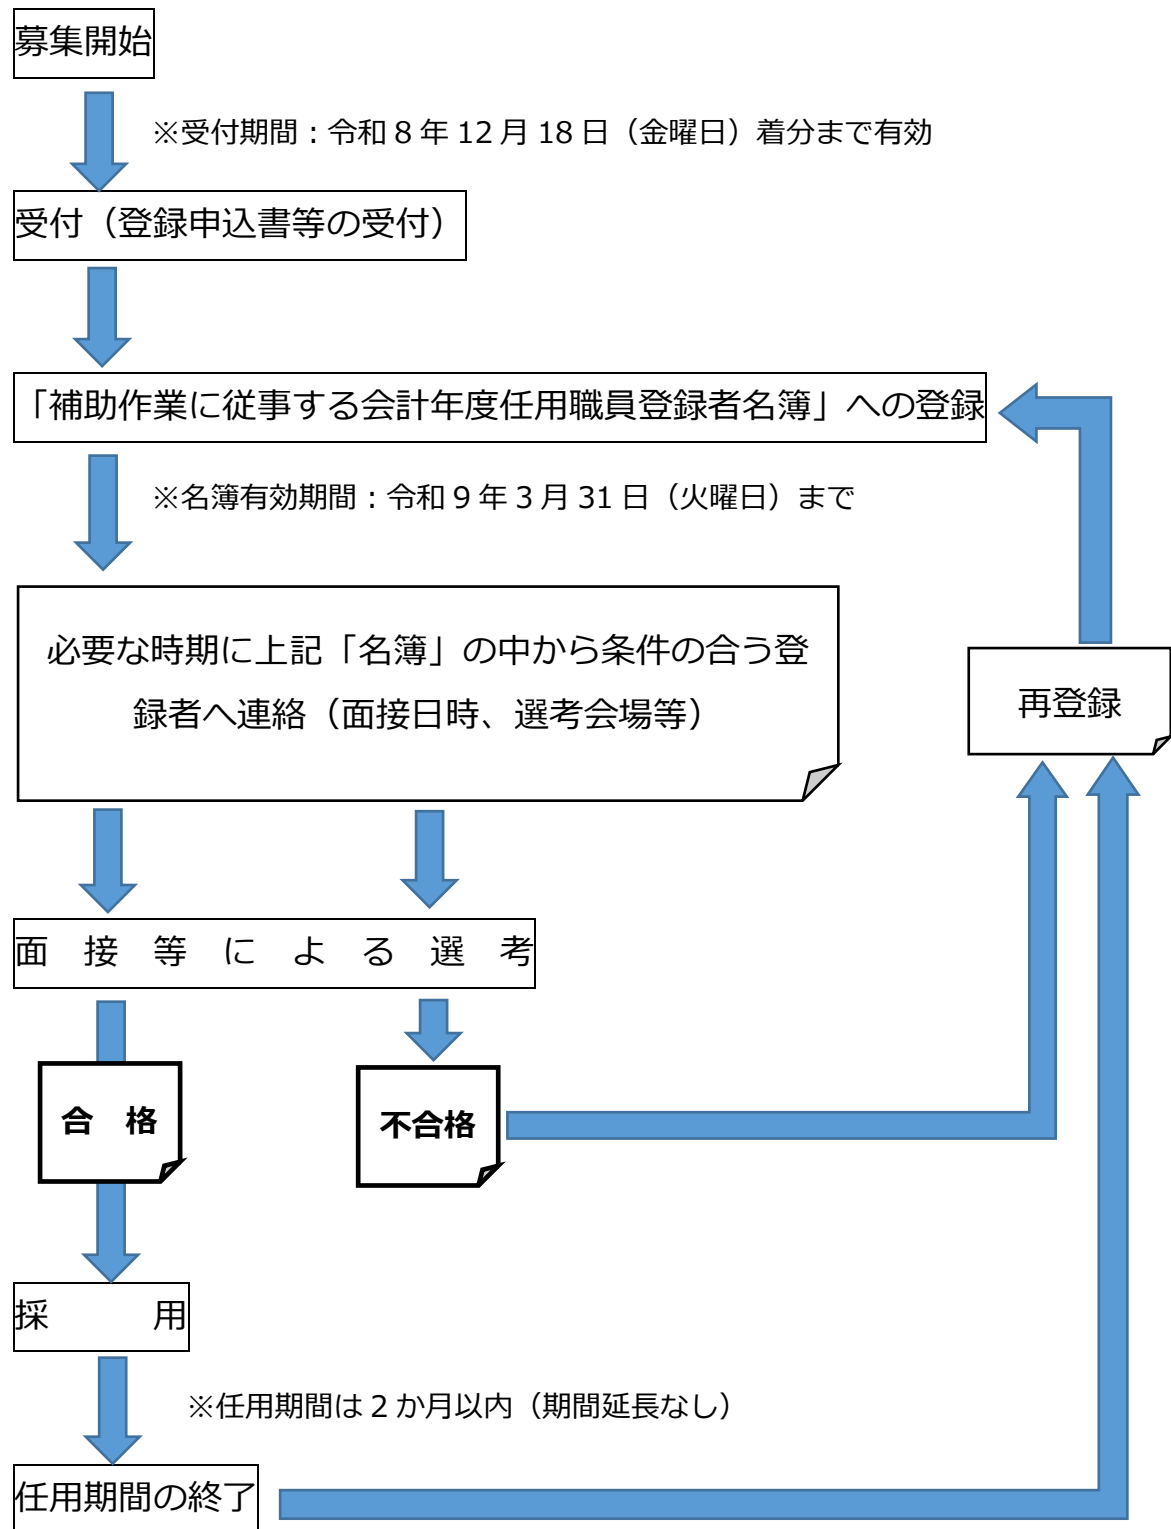 募集開始
※受付期間：令和８年 12 月 18 日（金曜日）着分まで有効
受付（登録申込書等の受付）
「補助作業に従事する会計年度任用職員登録者名簿」への登録
※名簿有効期間：令和９年３月 31 日（火曜日）まで
必要な時期に上記「名簿」の中から条件の合う登
録者へ連絡（面接日時、選考会場等）
再登録
面　接　等　に　よ　る　選　考
合　格
不合格
採　　　用
※任用期間は２か月以内（期間延長なし）
任用期間の終了